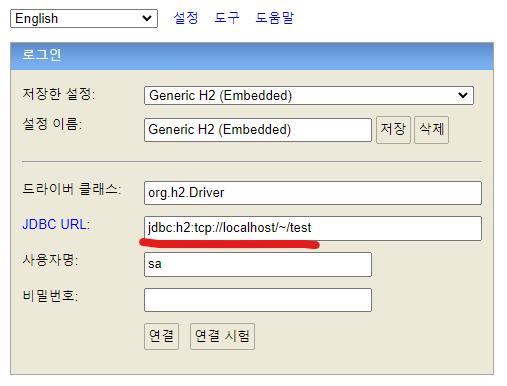 English 설정 도구 도움말
로그인
저장한 설정: Generic H2 (Embedded)
설정 이름: Generic H2 (Embedded) 저장 삭제
드라이버 클래스: org.h2.Driver
JDBC URL: jdbc:h2:tcp://localhost/~/test
사용자명: sa
비밀번호:
연결 연결 시험